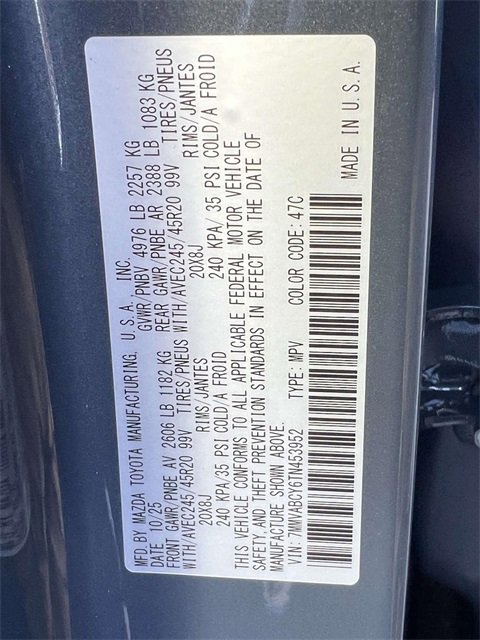 MFD BY MAZDA TOYOTA MANUFACTURING. U.S.A. INC.
DATE 10/25 GVWR/PNBV 4976 LB 2257 KG
FRONT GAWR/PNBE AV 2606 LB 1182 KG REAR GAWR/PNBE AR 2388 LB 1083 KG
WITH/AVEC245/45R20 99V TIRES/PNEUS WITH/AVEC245/45R20 99V TIRES/PNEUS
20X8J RIMS/JANTES 20X8J RIMS/JANTES
240 KPA/ 35 PSI COLD/A FROID 240 KPA/ 35 PSI COLD/A FROID
THIS VEHICLE CONFORMS TO ALL APPLICABLE FEDERAL MOTOR VEHICLE
SAFETY AND THEFT PREVENTION STANDARDS IN EFFECT ON THE DATE OF
MANUFACTURE SHOWN ABOVE.
VIN: 7MMVABCY6TN453952 TYPE: MPV COLOR CODE: 47C
MADE IN U.S.A.